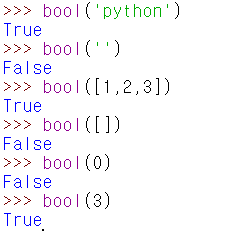 >>> bool('python')
True
>>> bool('')
False
>>> bool([1,2,3])
True
>>> bool([])
False
>>> bool(0)
False
>>> bool(3)
True